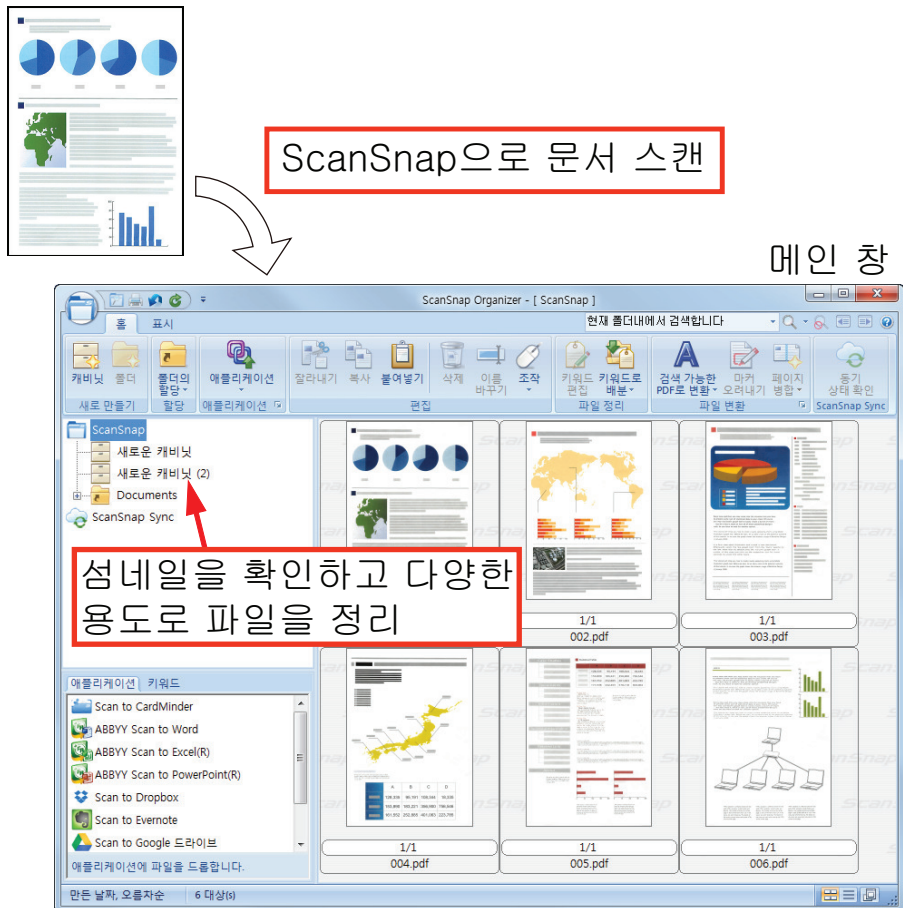 ScanSnap으로 문서 스캔
메인 창
ScanSnap Organizer - [ ScanSnap ]
홈 표시
현재 폴더내에서 검색합니다
캐비닛 폴더 폴더의 할당 애플리케이션 잘라내기 복사 붙여넣기 삭제 이름 바꾸기 조작 키워드 편집 키워드로 배분 검색 가능한 PDF로 변환 마커 오려내기 페이지 병합 동기 상태 확인
새로 만들기 할당 애플리케이션 편집 파일 정리 파일 변환 ScanSnap Sync
ScanSnap
새로운 캐비닛
새로운 캐비닛 (2)
Documents
ScanSnap Sync
섬네일을 확인하고 다양한
용도로 파일을 정리
1/1
002.pdf
1/1
003.pdf
애플리케이션 키워드
Scan to CardMinder
ABBYY Scan to Word
ABBYY Scan to Excel(R)
ABBYY Scan to PowerPoint(R)
Scan to Dropbox
Scan to Evernote
Scan to Google 드라이브
애플리케이션에 파일을 드롭합니다.
1/1
004.pdf
1/1
005.pdf
1/1
006.pdf
만든 날짜, 오름차순 6 대상(s)